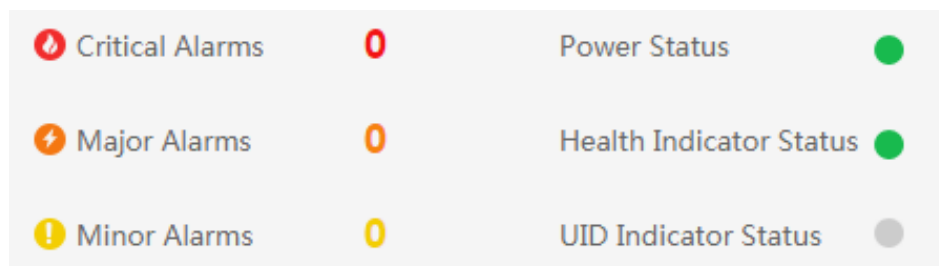 Critical Alarms 0 Power Status
Major Alarms 0 Health Indicator Status
Minor Alarms 0 UID Indicator Status